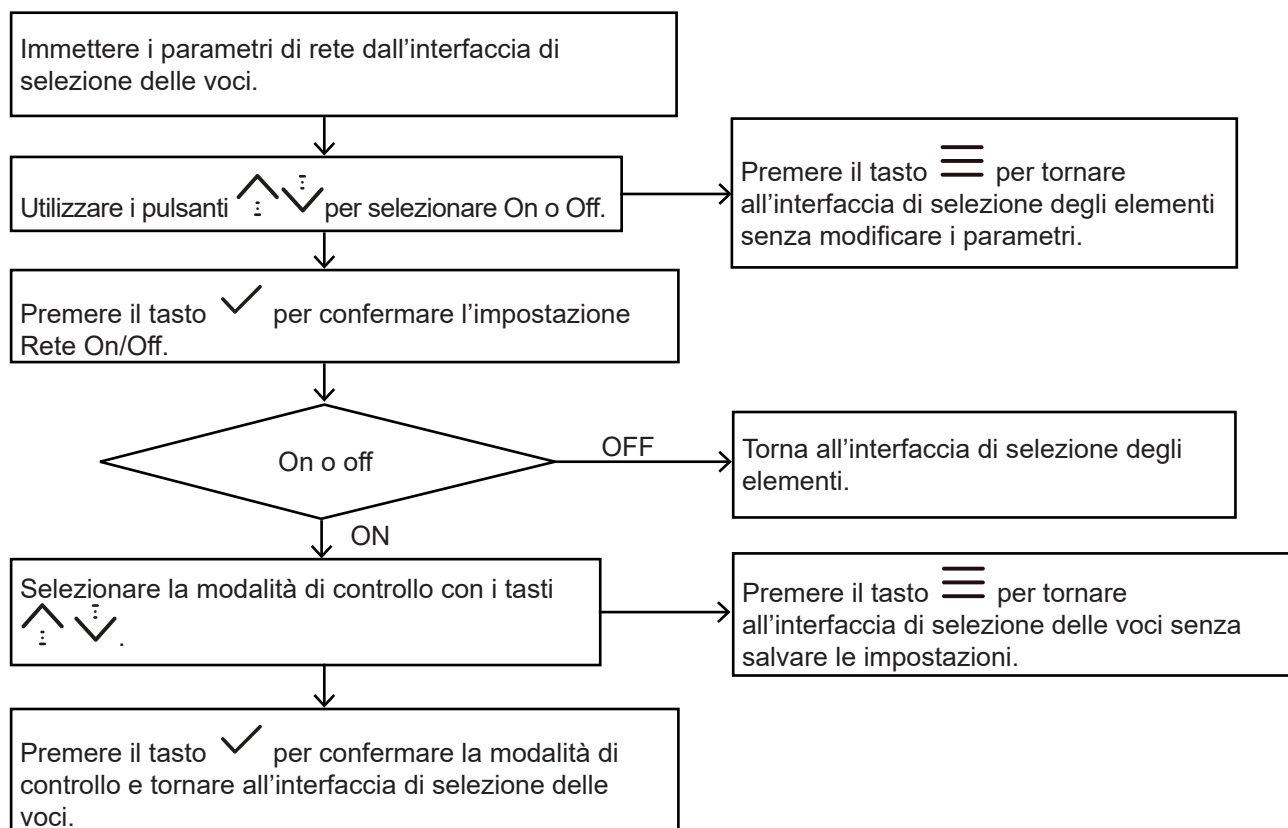 Immettere i parametri di rete dall’interfaccia di
selezione delle voci.
Utilizzare i pulsanti per selezionare On o Off.
Premere il tasto per tornare
all’interfaccia di selezione degli elementi
senza modificare i parametri.
Premere il tasto per confermare l’impostazione
Rete On/Off.
On o off
OFF
Torna all’interfaccia di selezione degli
elementi.
ON
Selezionare la modalità di controllo con i tasti
.
Premere il tasto per tornare
all’interfaccia di selezione delle voci senza
salvare le impostazioni.
Premere il tasto per confermare la modalità di
controllo e tornare all’interfaccia di selezione delle
voci.